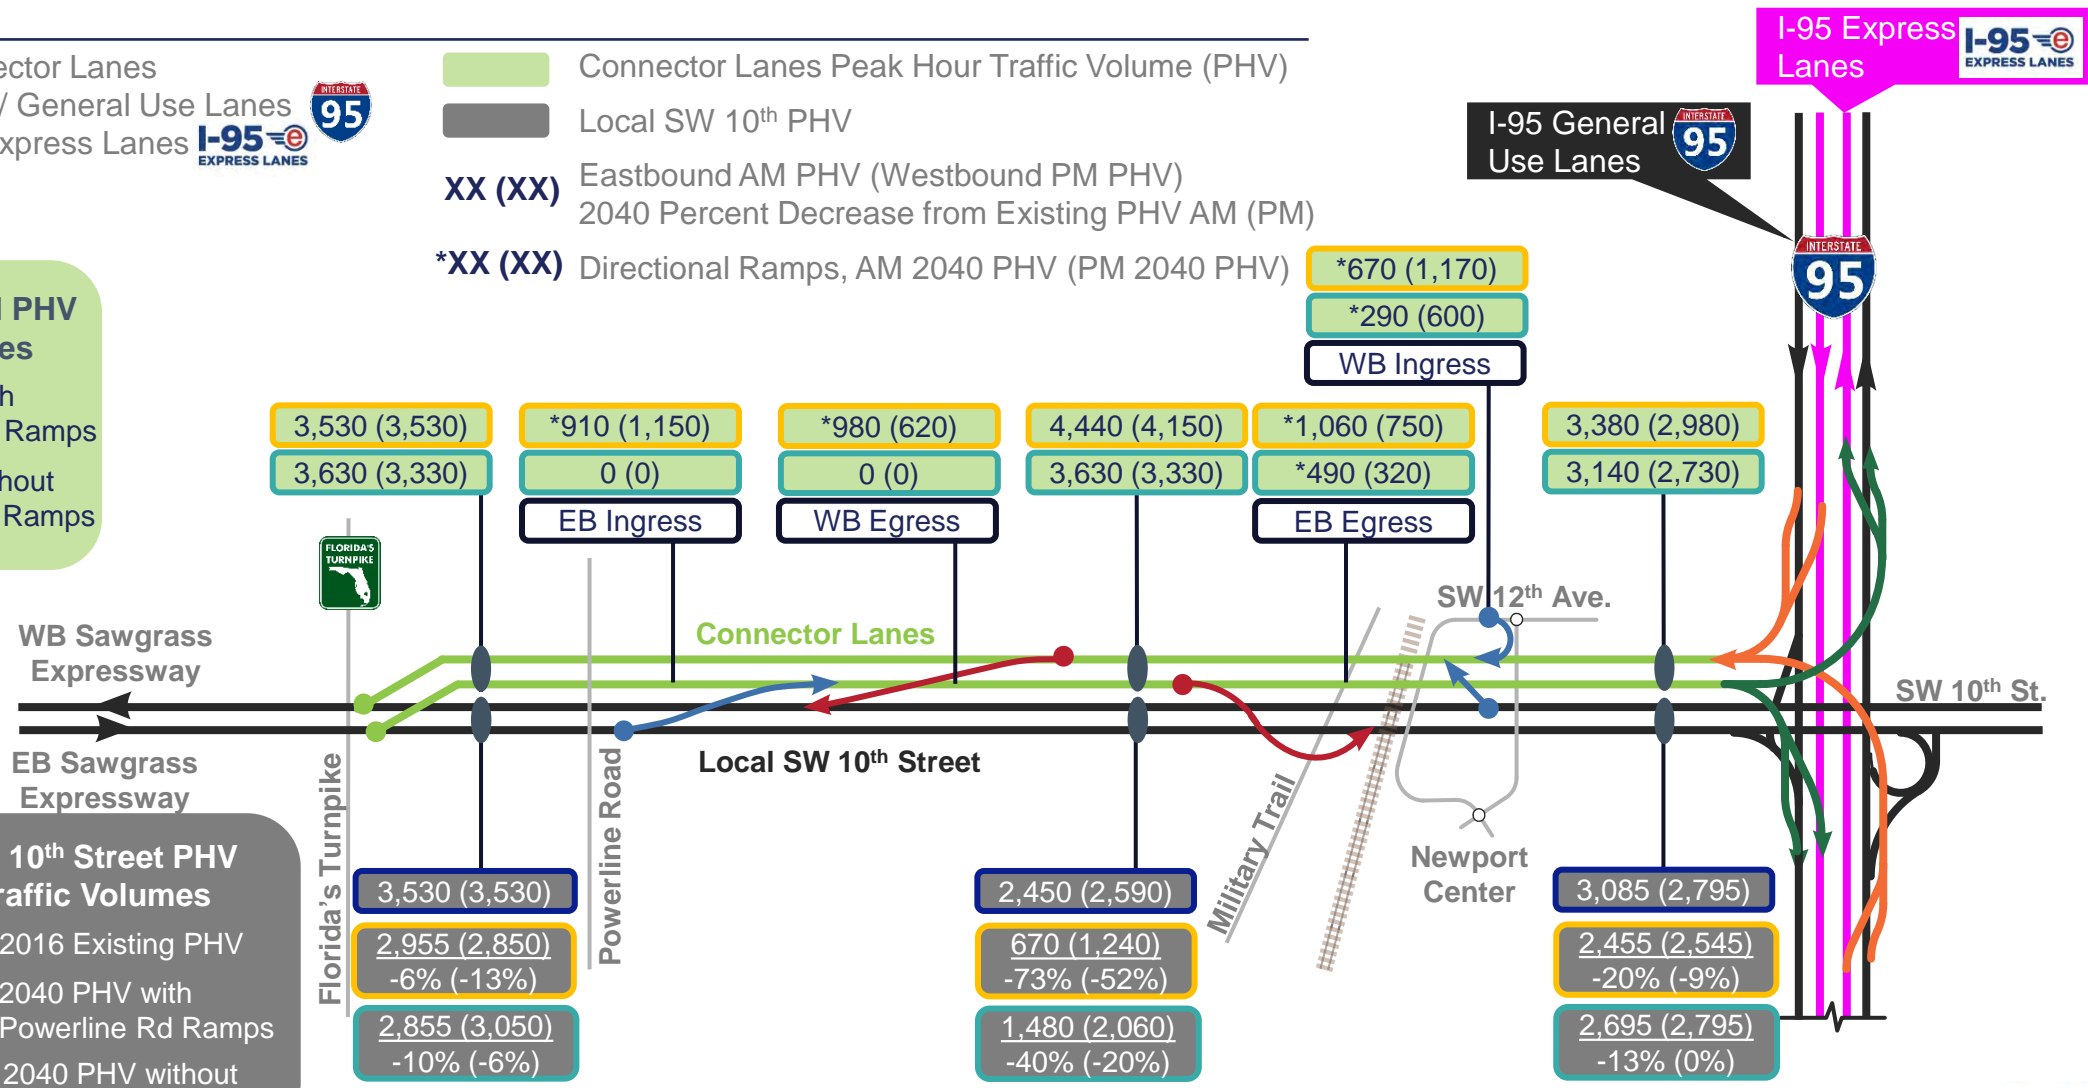 ector Lanes
/ General Use Lanes
INTERSTATE
95
xpress Lanes
I-95 e
EXPRESS LANES
Connector Lanes Peak Hour Traffic Volume (PHV)
Local SW 10th PHV
XX (XX)
Eastbound AM PHV (Westbound PM PHV)
2040 Percent Decrease from Existing PHV AM (PM)
*XX (XX)
Directional Ramps, AM 2040 PHV (PM 2040 PHV)
I-95 Express
Lanes
I-95 e
EXPRESS LANES
I-95 General
Use Lanes
INTERSTATE
95
INTERSTATE
95
PHV
es
h
Ramps
hout
Ramps
*670 (1,170)
*290 (600)
WB Ingress
3,530 (3,530)
3,630 (3,330)
*910 (1,150)
0 (0)
EB Ingress
*980 (620)
0 (0)
WB Egress
4,440 (4,150)
3,630 (3,330)
*1,060 (750)
*490 (320)
EB Egress
3,380 (2,980)
3,140 (2,730)
FLORIDA'S
TURNPIKE
SW 12th Ave.
WB Sawgrass
Expressway
Connector Lanes
SW 10th St.
EB Sawgrass
Expressway
Local SW 10th Street
Florida's Turnpike
Powerline Road
Military Trail
Newport
Center
10th Street PHV
raffic Volumes
2016 Existing PHV
2040 PHV with
Powerline Rd Ramps
2040 PHV without
3,530 (3,530)
2,955 (2,850)
-6% (-13%)
2,855 (3,050)
-10% (-6%)
2,450 (2,590)
670 (1,240)
-73% (-52%)
1,480 (2,060)
-40% (-20%)
3,085 (2,795)
2,455 (2,545)
-20% (-9%)
2,695 (2,795)
-13% (0%)